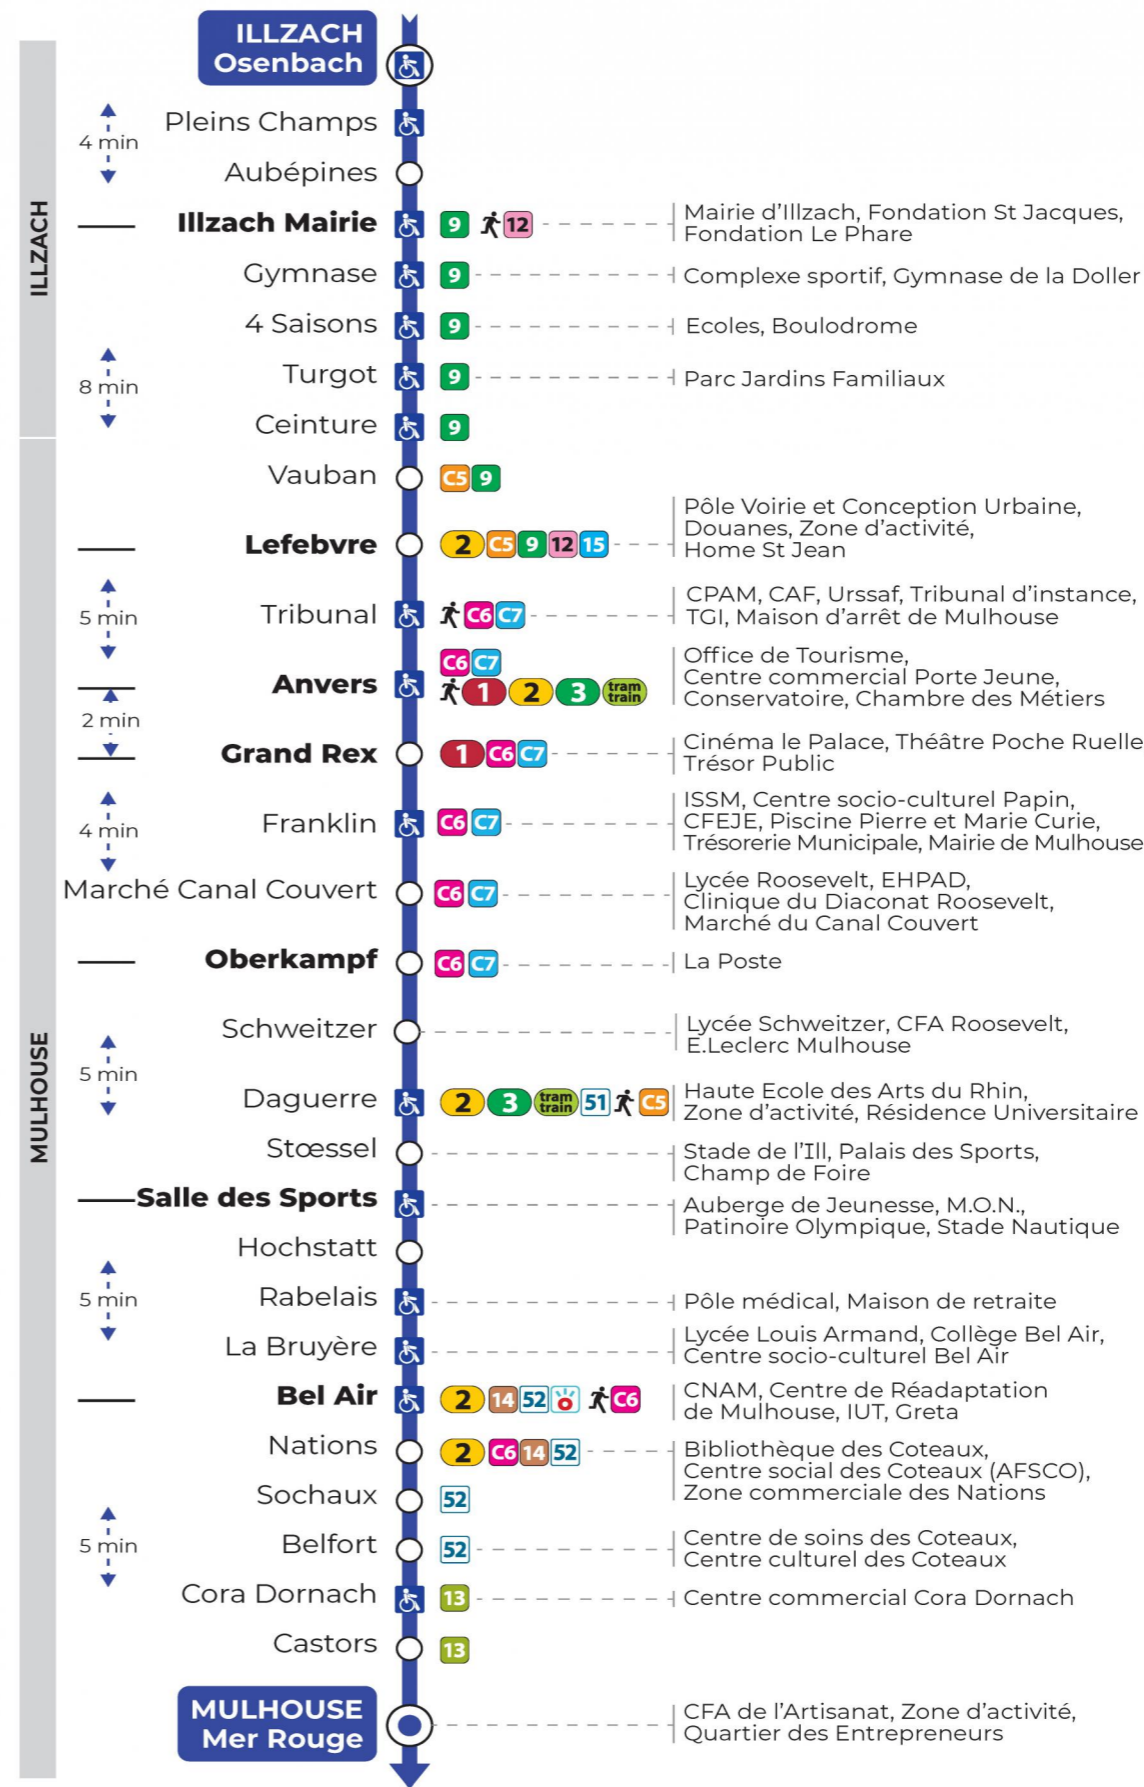 ILLZACH
Osenbach
Pleins Champs
4 min
Aubépines
ILLZACH
Illzach Mairie 9 12
Mairie d'Illzach, Fondation St Jacques,
Fondation Le Phare
Gymnase 9 Complexe sportif, Gymnase de la Doller
4 Saisons 9 Ecoles, Boulodrome
8 min
Turgot 9 Parc Jardins Familiaux
Ceinture 9
Vauban C5 9
Lefebvre 2 C5 9 12 15
Pôle Voirie et Conception Urbaine,
Douanes, Zone d'activité,
Home St Jean
5 min
Tribunal C6 C7
CPAM, CAF, Urssaf, Tribunal d'instance,
TGI, Maison d'arrêt de Mulhouse
Anvers
C6 C7
1 2 3 tram
train
Office de Tourisme,
Centre commercial Porte Jeune,
Conservatoire, Chambre des Métiers
2 min
Grand Rex 1 C6 C7
Cinéma le Palace, Théâtre Poche Ruelle
Trésor Public
4 min
Franklin C6 C7
ISSM, Centre socio-culturel Papin,
CFEJE, Piscine Pierre et Marie Curie,
Trésorerie Municipale, Mairie de Mulhouse
Marché Canal Couvert C6 C7
Lycée Roosevelt, EHPAD,
Clinique du Diaconat Roosevelt,
Marché du Canal Couvert
Oberkampf C6 C7 La Poste
MULHOUSE
Schweitzer
Lycée Schweitzer, CFA Roosevelt,
E.Leclerc Mulhouse
5 min
Daguerre 2 3 tram
train 51 C5
Haute Ecole des Arts du Rhin,
Zone d'activité, Résidence Universitaire
Stœssel
Stade de l'Ill, Palais des Sports,
Champ de Foire
Salle des Sports
Auberge de Jeunesse, M.O.N.,
Patinoire Olympique, Stade Nautique
Hochstatt
5 min
Rabelais Pôle médical, Maison de retraite
La Bruyère
Lycée Louis Armand, Collège Bel Air,
Centre socio-culturel Bel Air
Bel Air 2 14 52 C6
CNAM, Centre de Réadaptation
de Mulhouse, IUT, Greta
Nations 2 C6 14 52
Bibliothèque des Coteaux,
Centre social des Coteaux (AFSCO),
Zone commerciale des Nations
Sochaux 52
5 min
Belfort 52
Centre de soins des Coteaux,
Centre culturel des Coteaux
Cora Dornach 13 Centre commercial Cora Dornach
Castors 13
MULHOUSE
Mer Rouge
CFA de l'Artisanat, Zone d'activité,
Quartier des Entrepreneurs